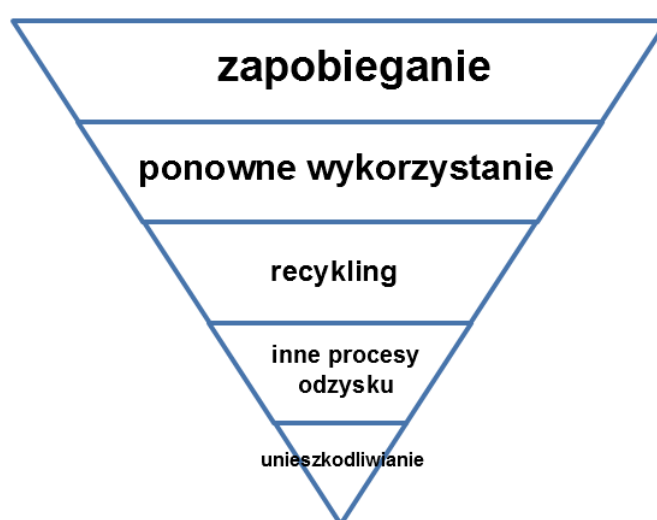 zapobieganie
ponowne wykorzystanie
recykling
inne procesy
odzysku
unieszkodliwianie